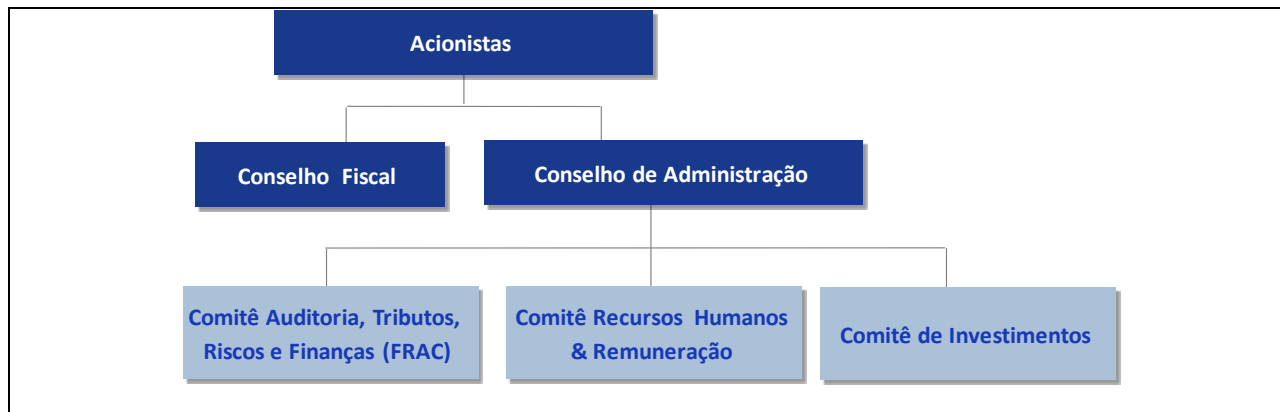 Acionistas
Conselho Fiscal
Conselho de Administração
Comitê Auditoria, Tributos,
Riscos e Finanças (FRAC)
Comitê Recursos Humanos
& Remuneração
Comitê de Investimentos